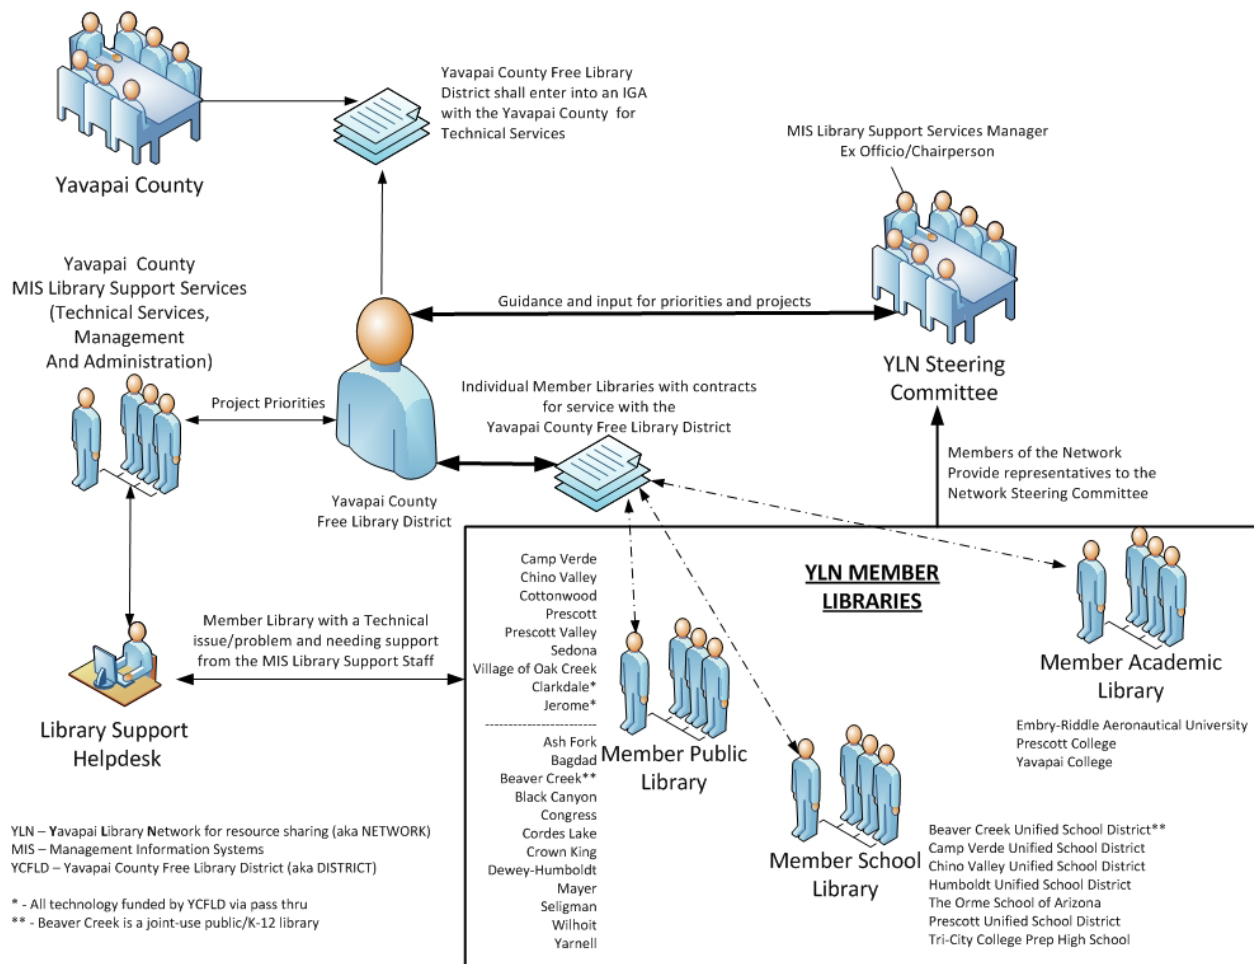 Yavapai County Free Library
District shall enter into an IGA
with the Yavapai County for
Technical Services
Yavapai County
MIS Library Support Services Manager
Ex Officio/Chairperson
Yavapai County
MIS Library Support Services
(Technical Services,
Management
And Administration)
Guidance and input for priorities and projects
YLN Steering
Committee
Project Priorities
Individual Member Libraries with contracts
for service with the
Yavapai County Free Library District
Members of the Network
Provide representatives to the
Network Steering Committee
Yavapai County
Free Library District
YLN MEMBER
LIBRARIES
Camp Verde
Chino Valley
Cottonwood
Prescott
Prescott Valley
Sedona
Village of Oak Creek
Clarkdale*
Jerome*
------------------------
Ash Fork
Bagdad
Beaver Creek**
Black Canyon
Congress
Cordes Lake
Crown King
Dewey-Humboldt
Mayer
Seligman
Wilhoit
Yarnell
Member Library with a Technical
issue/problem and needing support
from the MIS Library Support Staff
Library Support
Helpdesk
Member Public
Library
Member School
Library
Member Academic
Library
Embry-Riddle Aeronautical University
Prescott College
Yavapai College
Beaver Creek Unified School District**
Camp Verde Unified School District
Chino Valley Unified School District
Humboldt Unified School District
The Orme School of Arizona
Prescott Unified School District
Tri-City College Prep High School
YLN – Yavapai Library Network for resource sharing (aka NETWORK)
MIS – Management Information Systems
YCFLD – Yavapai County Free Library District (aka DISTRICT)
* - All technology funded by YCFLD via pass thru
** - Beaver Creek is a joint-use public/K-12 library